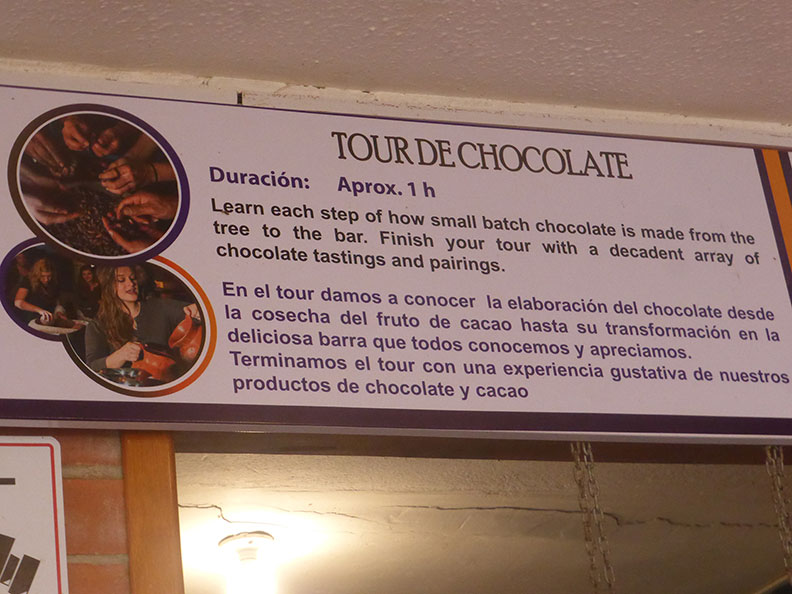 TOUR DE CHOCOLATE
Duración: Aprox. 1 h
Learn each step of how small batch chocolate is made from the
tree to the bar. Finish your tour with a decadent array of
chocolate tastings and pairings.
En el tour damos a conocer la elaboración del chocolate desde
la cosecha del fruto de cacao hasta su transformación en la
deliciosa barra que todos conocemos y apreciamos.
Terminamos el tour con una experiencia gustativa de nuestros
productos de chocolate y cacao